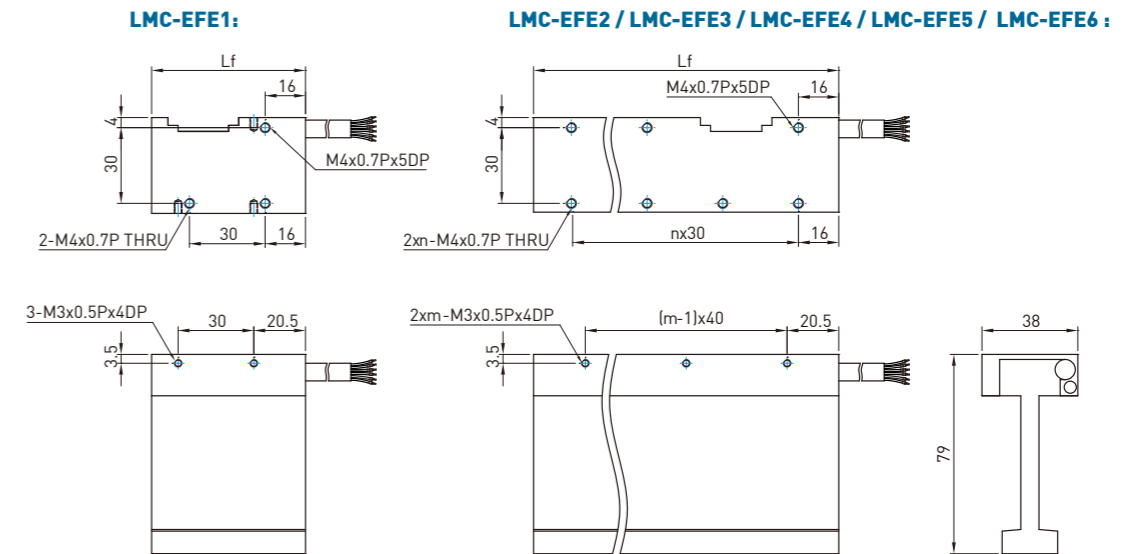 LMC-EFE1:
LMC-EFE2 / LMC-EFE3 / LMC-EFE4 / LMC-EFE5 / LMC-EFE6 :
Lf
16
4
30
M4x0.7Px5DP
2-M4x0.7P THRU
30
16
Lf
M4x0.7Px5DP
16
4
30
2xn-M4x0.7P THRU
nx30
16
3-M3x0.5Px4DP
30
20.5
3.5
2xm-M3x0.5Px4DP
(m-1)x40
20.5
3.5
38
79